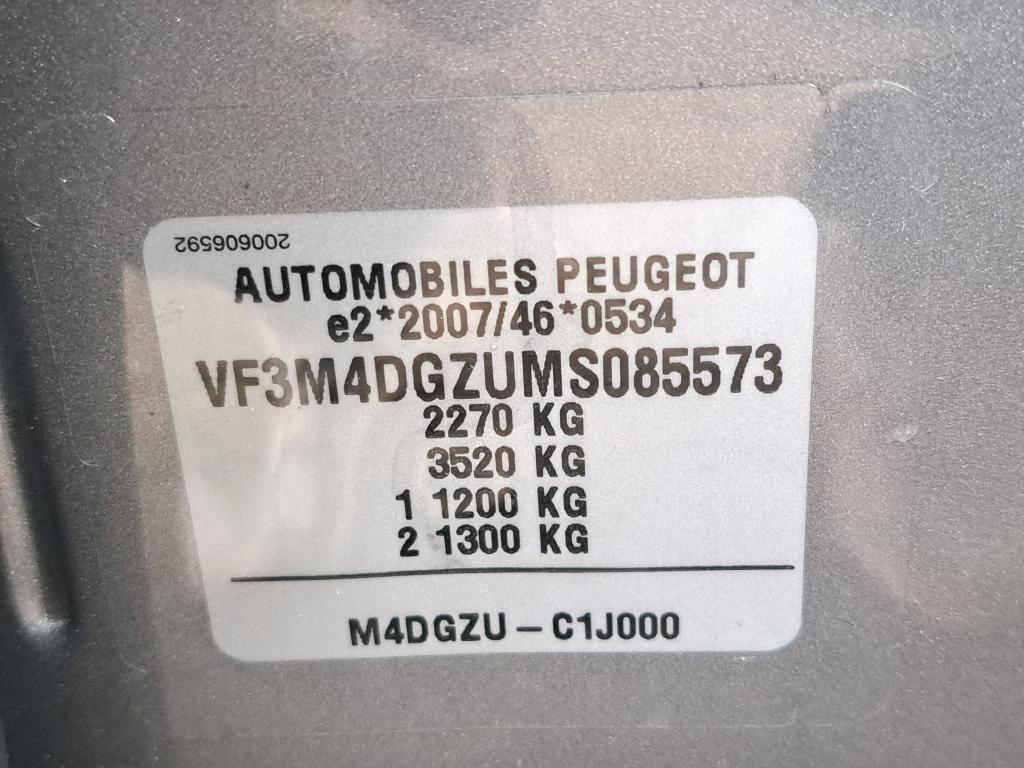 200606592
AUTOMOBILES PEUGEOT
e2*2007/46*0534
VF3M4DGZUMS085573
2270 KG
3520 KG
1 1200 KG
2 1300 KG
M4DGZU – C1J000